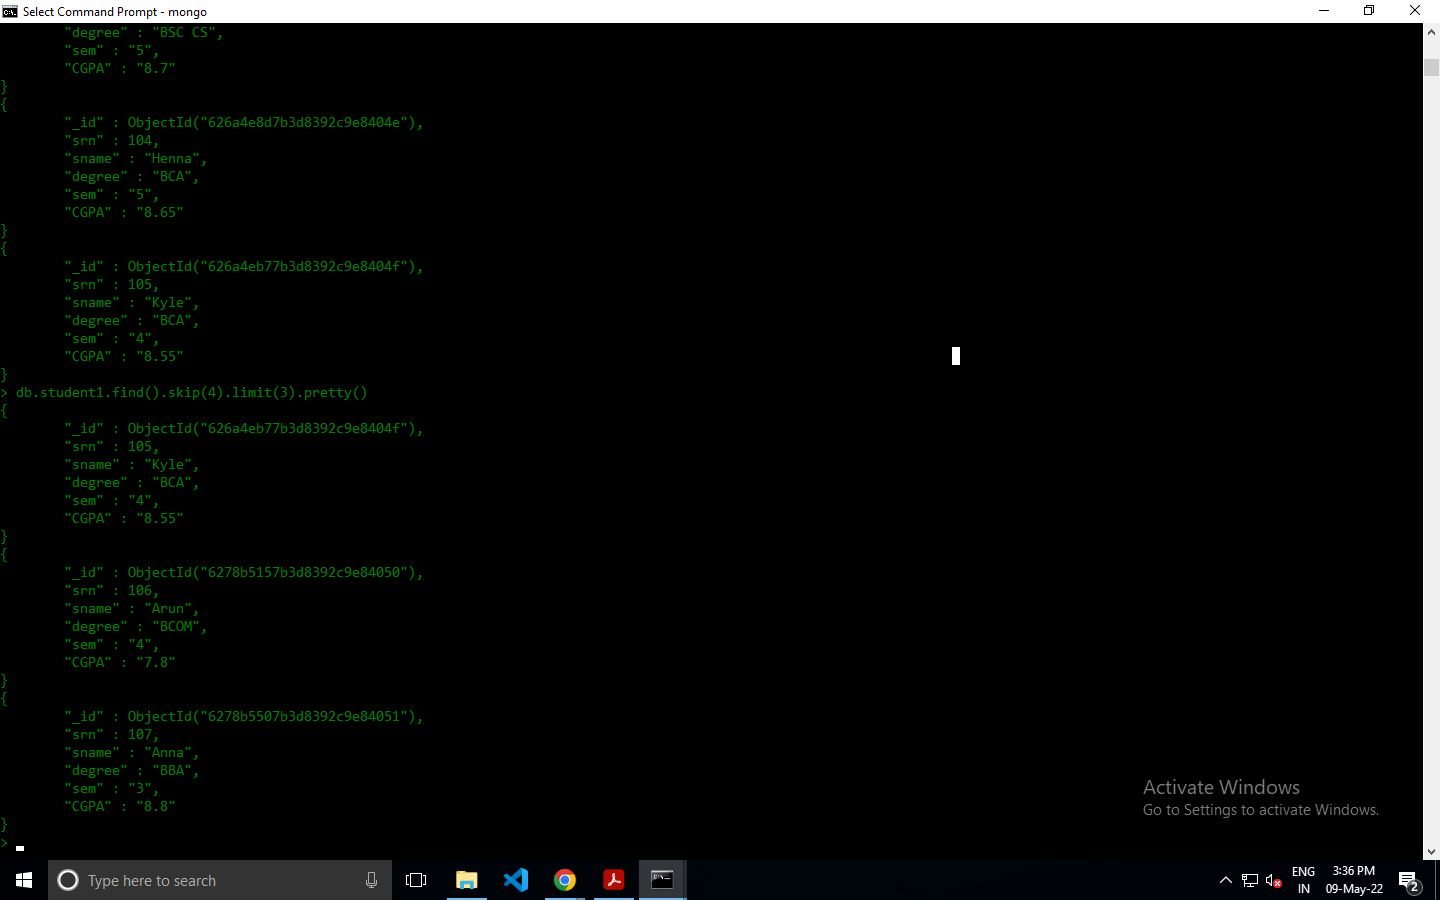 Select Command Prompt - mongo
"degree" : "BSC CS",
"sem" : "5",
"CGPA" : "8.7"
}
{
"_id" : ObjectId("626a4e8d7b3d8392c9e8404e"),
"srn" : 104,
"sname" : "Henna",
"degree" : "BCA",
"sem" : "5",
"CGPA" : "8.65"
}
{
"_id" : ObjectId("626a4eb77b3d8392c9e8404f"),
"srn" : 105,
"sname" : "Kyle",
"degree" : "BCA",
"sem" : "4",
"CGPA" : "8.55"
}
> db.student1.find().skip(4).limit(3).pretty()
{
"_id" : ObjectId("626a4eb77b3d8392c9e8404f"),
"srn" : 105,
"sname" : "Kyle",
"degree" : "BCA",
"sem" : "4",
"CGPA" : "8.55"
}
{
"_id" : ObjectId("6278b5157b3d8392c9e84050"),
"srn" : 106,
"sname" : "Arun",
"degree" : "BCOM",
"sem" : "4",
"CGPA" : "7.8"
}
{
"_id" : ObjectId("6278b5507b3d8392c9e84051"),
"srn" : 107,
"sname" : "Anna",
"degree" : "BBA",
"sem" : "3",
"CGPA" : "8.8"
}
>
Activate Windows
Go to Settings to activate Windows.
Type here to search
ENG
IN
3:36 PM
09-May-22
2